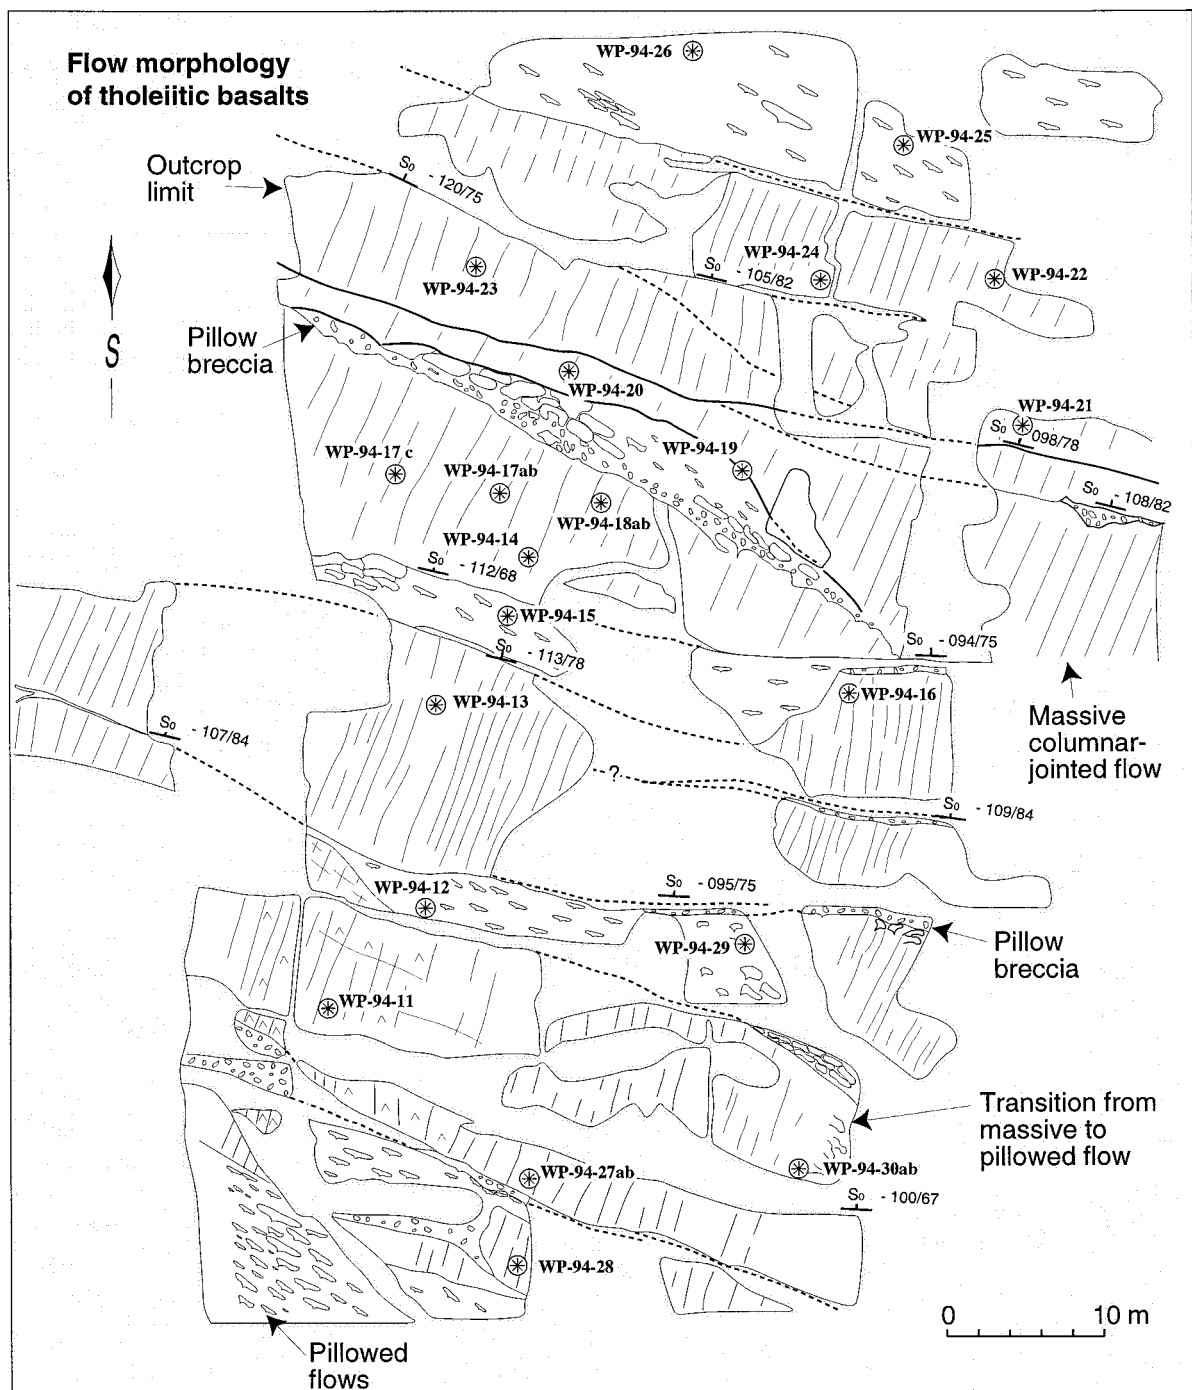 Flow morphology
of tholeiitic basalts
WP-94-26
WP-94-25
Outcrop
limit
S0 - 120/75
WP-94-24
S0 - 105/82
WP-94-22
WP-94-23
S
Pillow
breccia
WP-94-20
WP-94-21
S0 098/78
WP-94-19
WP-94-17 c
WP-94-17ab
S0 - 108/82
WP-94-18ab
WP-94-14
S0 - 112/68
WP-94-15
S0 - 094/75
S0 - 113/78
WP-94-16
WP-94-13
S0 - 107/84
Massive
columnar-
jointed flow
?
S0 - 109/84
S0 - 095/75
WP-94-12
WP-94-29
Pillow
breccia
WP-94-11
Transition from
massive to
pillowed flow
WP-94-27ab
WP-94-30ab
S0 - 100/67
WP-94-28
0 10 m
Pillowed
flows